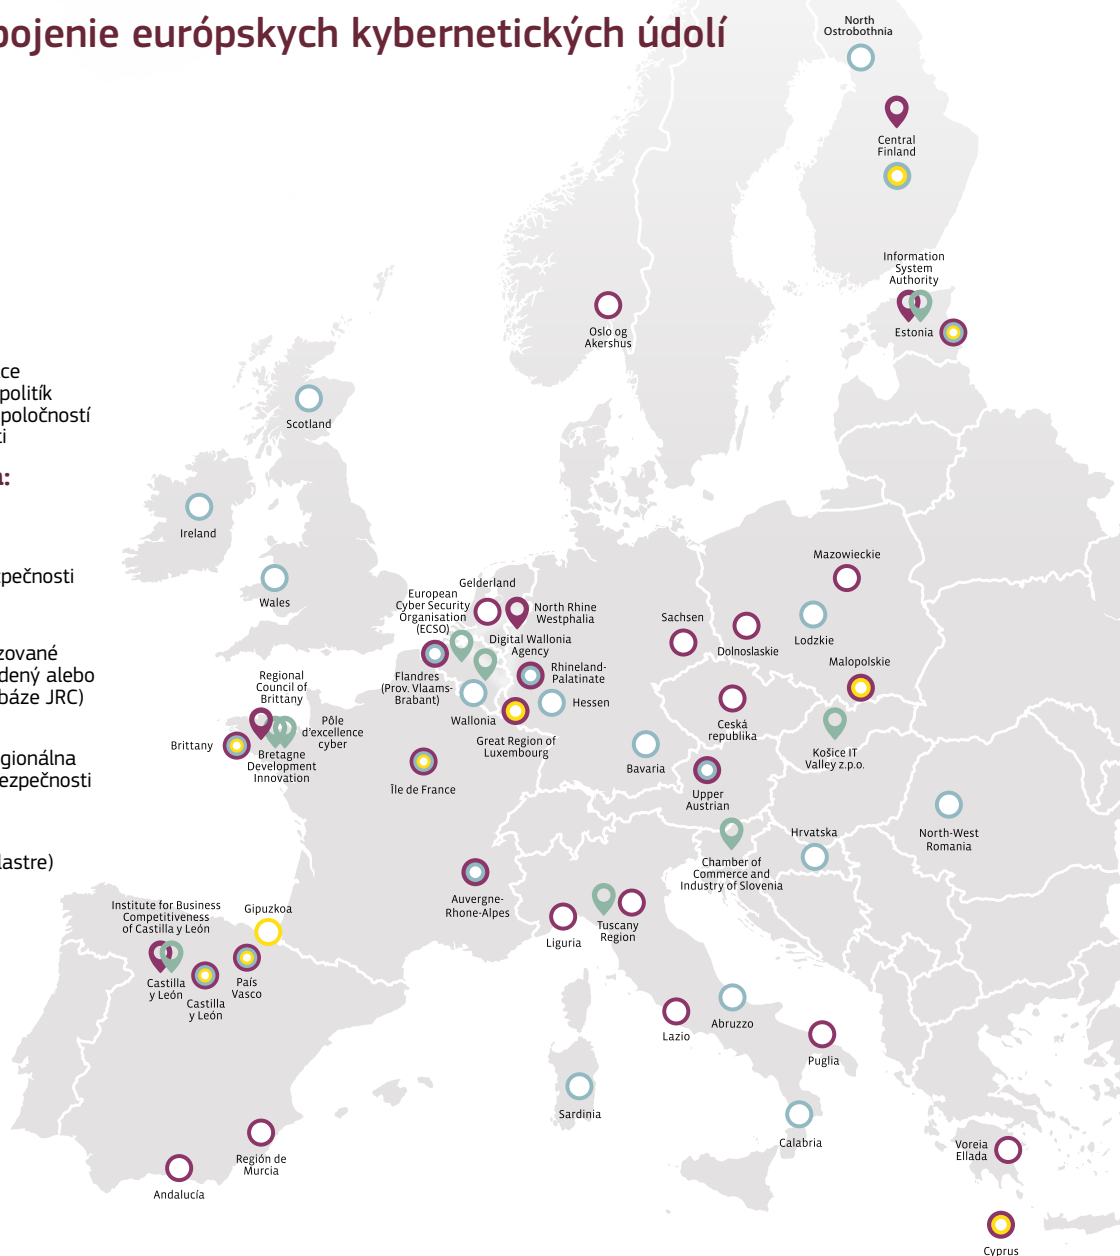 pojenie európskych kybernetických údolí
North
Ostrobothnia
Central
Finland
Information
System
Authority
Estonia
Oslo og
Akershus
ce
politík
poločností
ti
Scotland
Ireland
Wales
pečnosti
zované
dený alebo
báze JRC)
gionálna
ezpečnosti
lastre)
Mazowieckie
Lodzkie
Malopolskie
Sachsen
Dolnoslaskie
Gelderland
European
Cyber Security
Organisation
(ECSO)
North Rhine
Westphalia
Digital Wallonia
Agency
Rhineland-
Palatinate
Flandres
(Prov. Vlaams-
Brabant)
Hessen
Wallonia
Great Region of
Luxembourg
Regional
Council of
Brittany
Pôle
d’excellence
cyber
Brittany
Bretagne
Development
Innovation
Île de France
Česká
republika
Košice IT
Valley z.p.o.
Bavaria
Upper
Austrian
Hrvatska
North-West
Romania
Chamber of
Commerce and
Industry of Slovenia
Auvergne-
Rhone-Alpes
Liguria
Tuscany
Region
Institute for Business
Competitiveness
of Castilla y León
Gipuzkoa
Castilla
y León
Castilla
y León
País
Vasco
Lazio
Abruzzo
Puglia
Sardinia
Calabria
Región de
Murcia
Andalucía
Voreia
Ellada
Cyprus